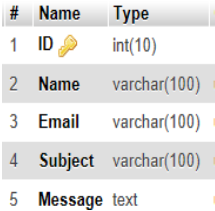 # Name Type
1 ID int(10)
2 Name varchar(100)
3 Email varchar(100)
4 Subject varchar(100)
5 Message text